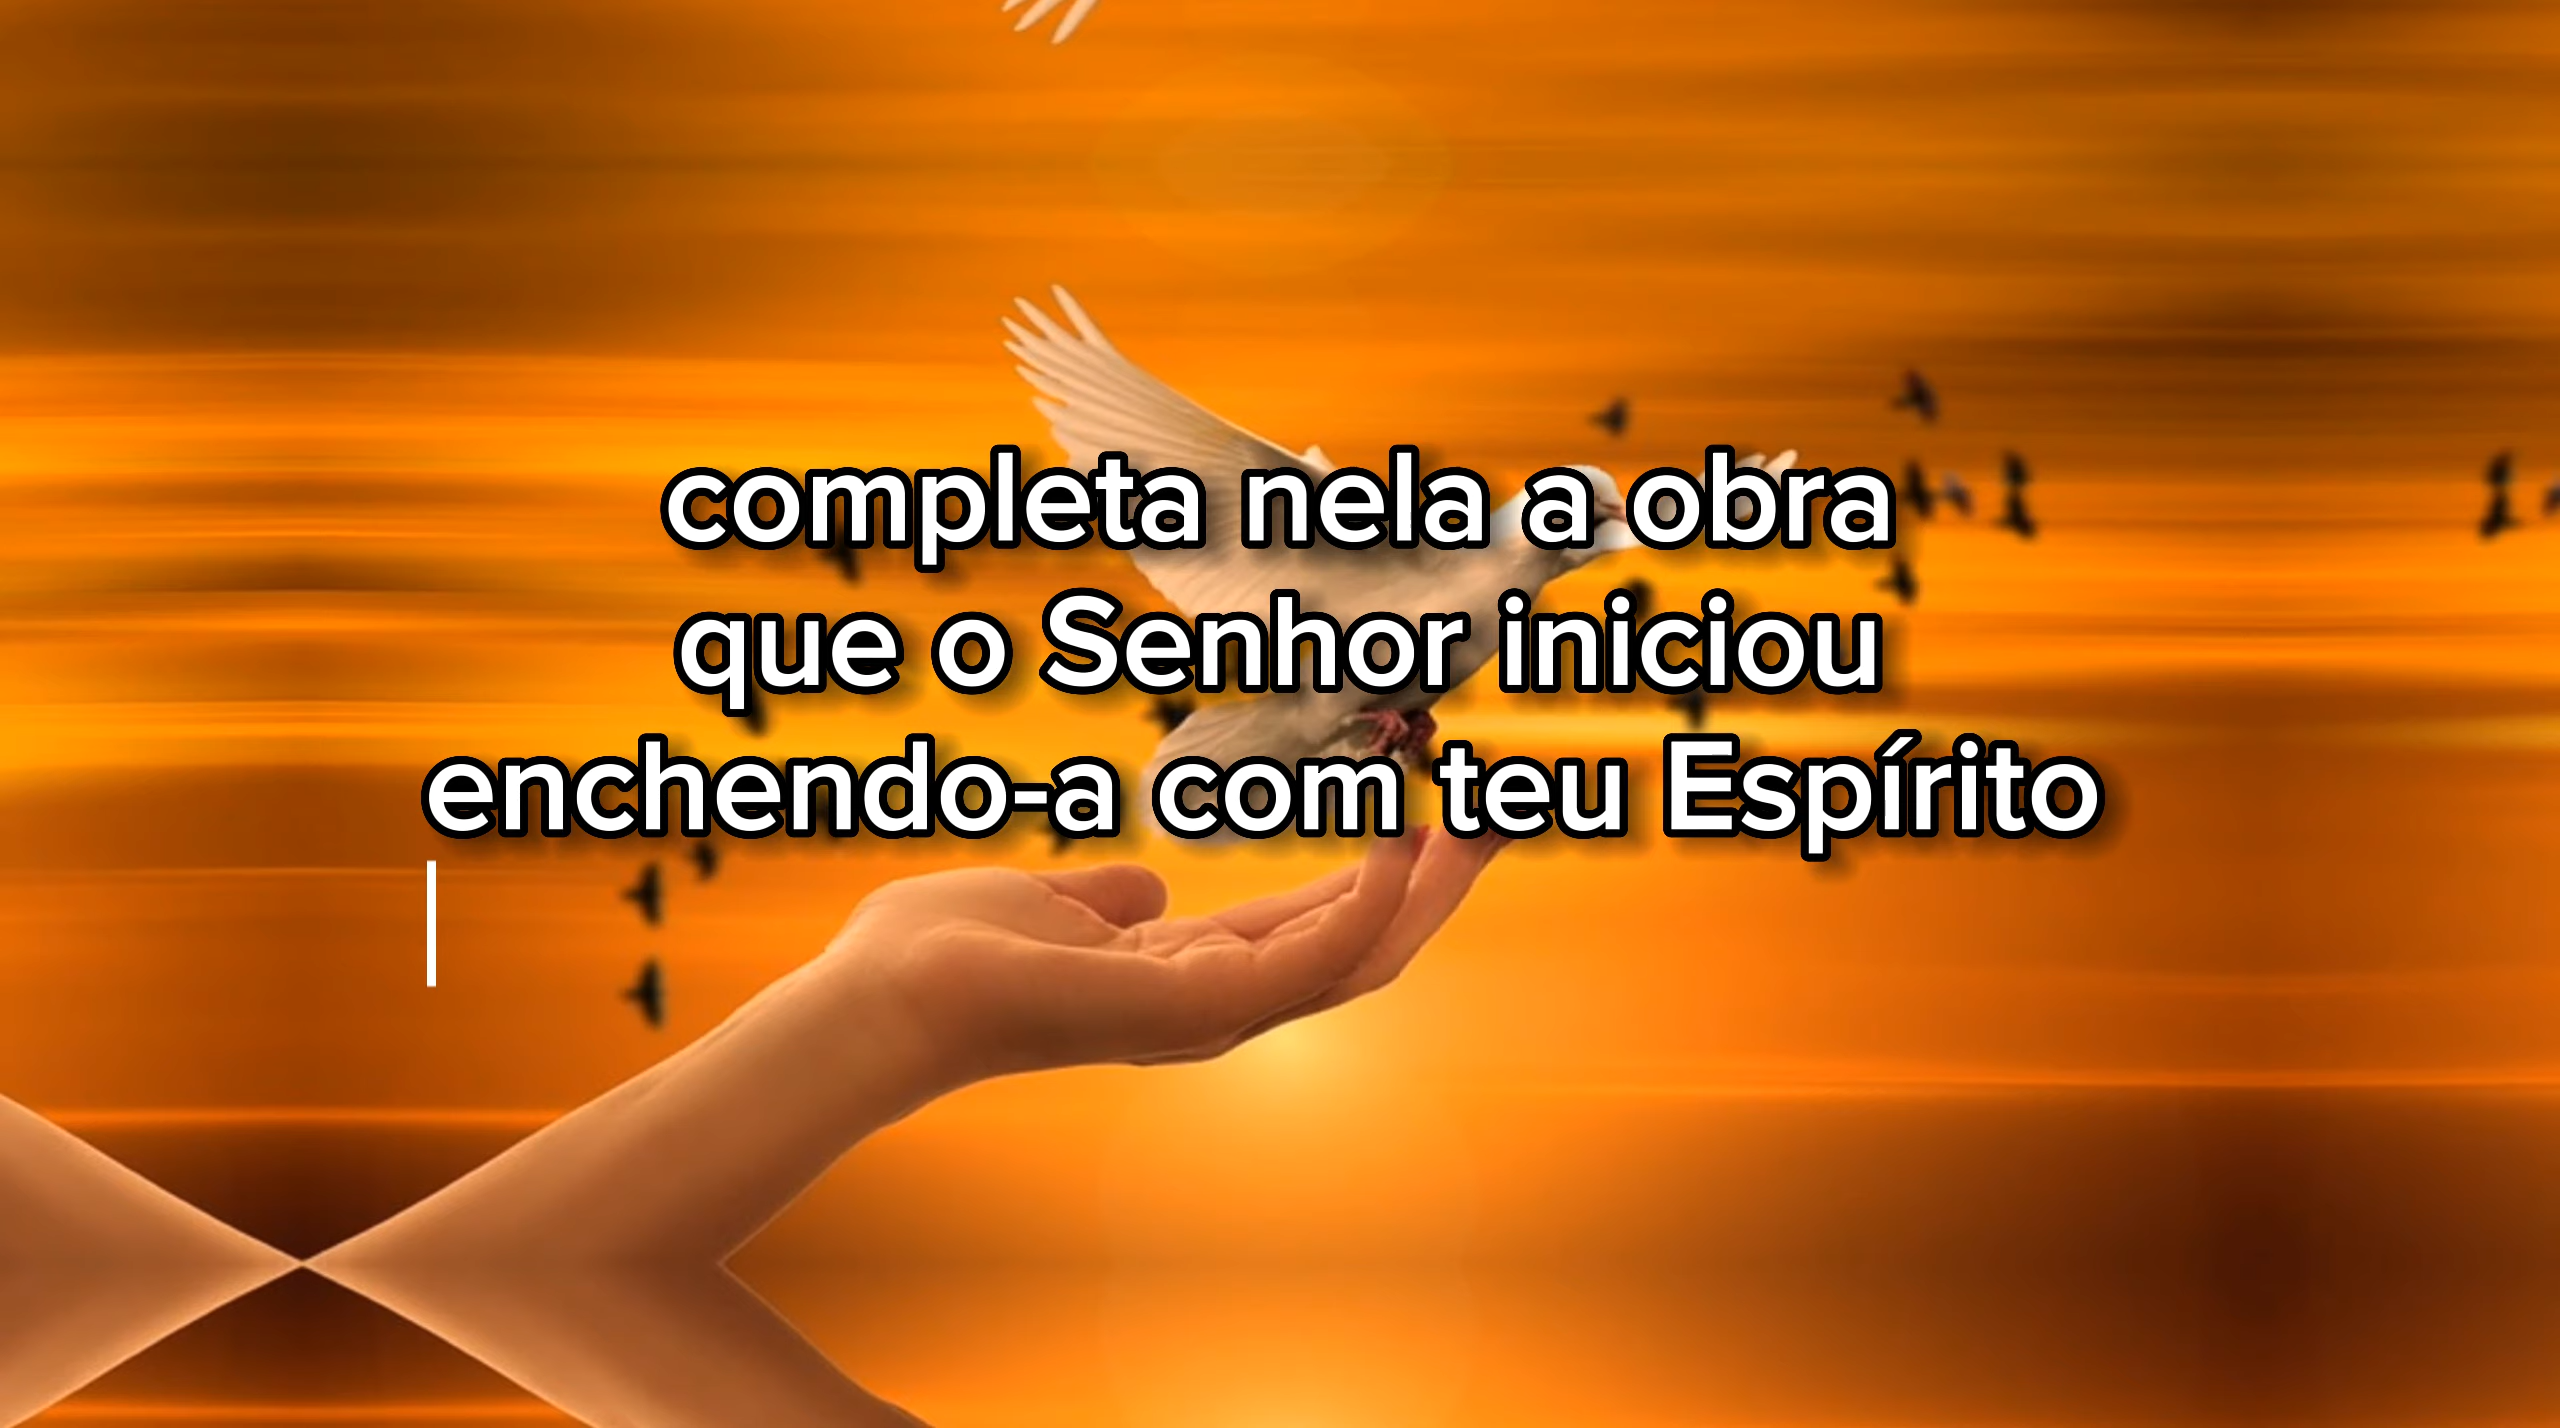 completa nela a obra
que o Senhor iniciou
enchendo-a com teu Espírito